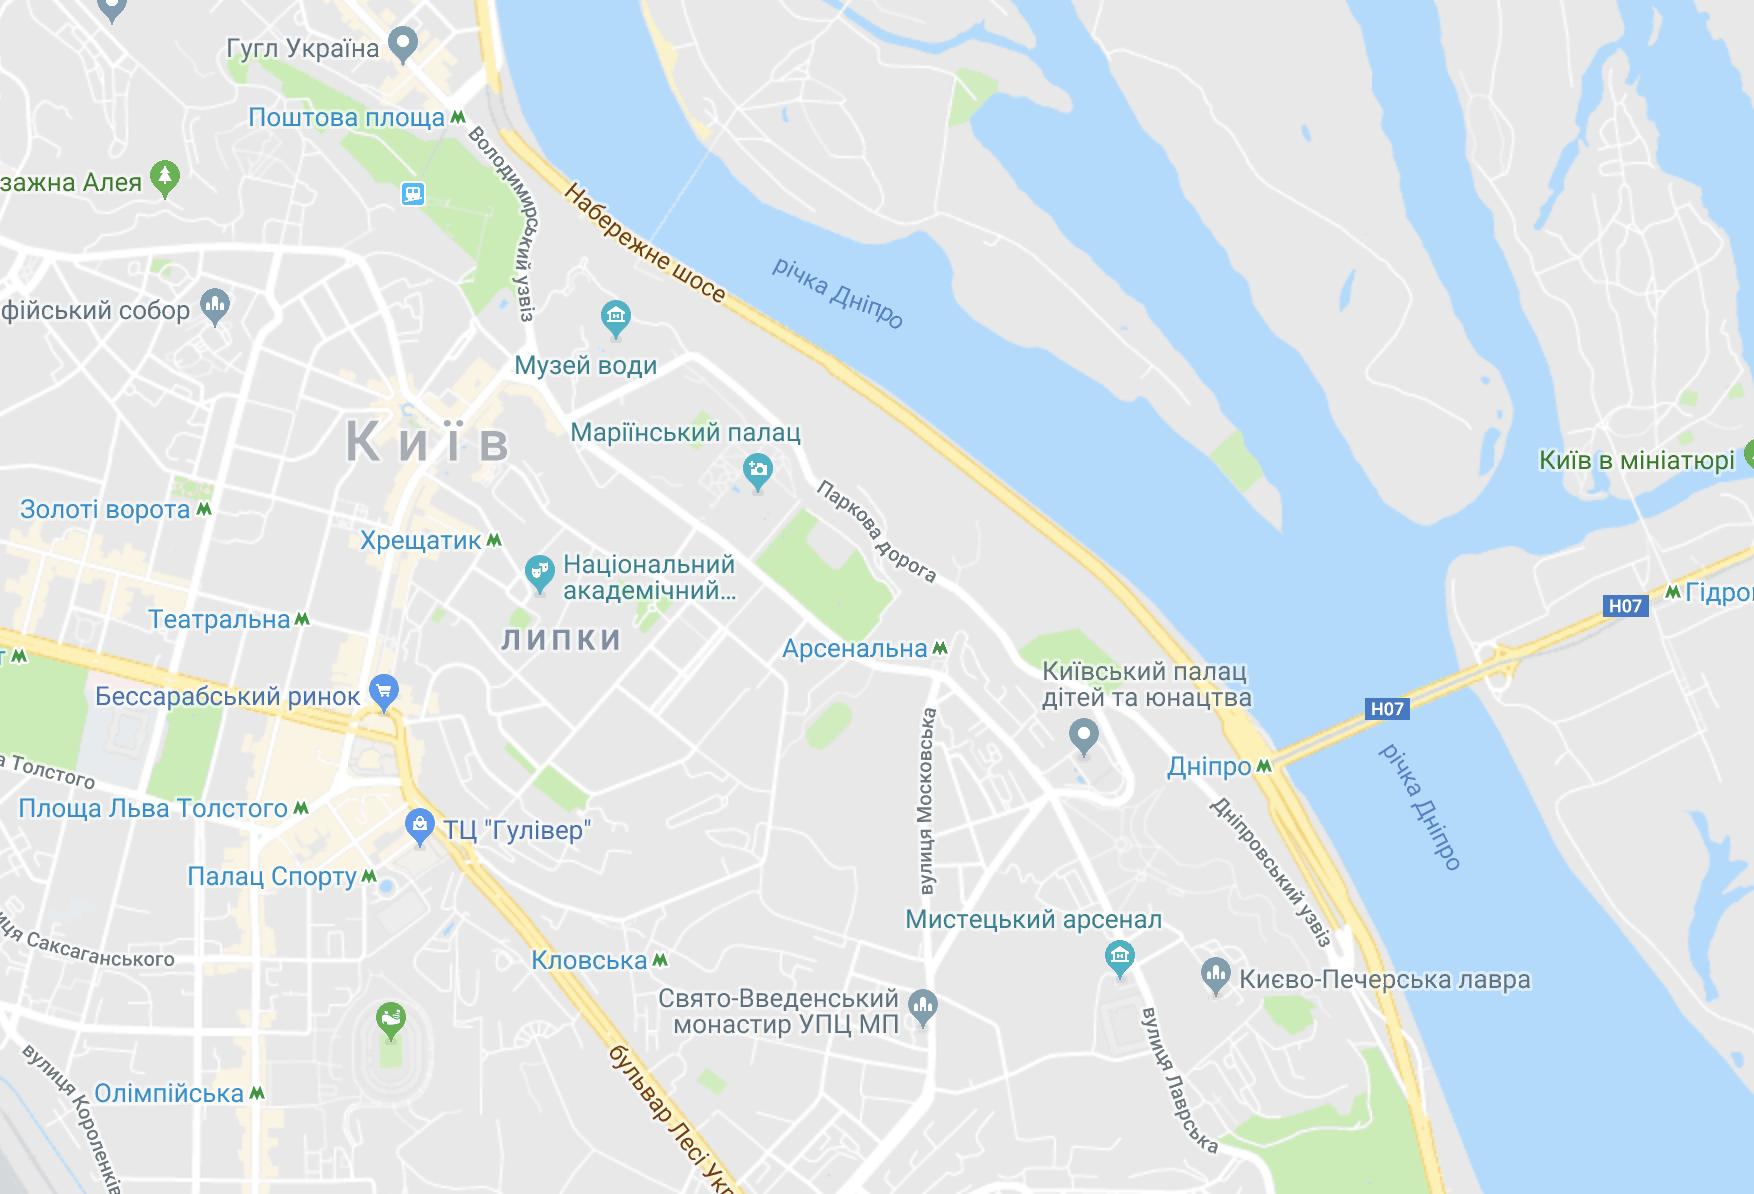 Гугл Україна
Поштова площа
Володимирський узвіз
зажна Алея
Набережне шосе
річка Дніпро
фійський собор
Музей води
Київ
Маріїнський палац
Київ в мініатюрі
Паркова дорога
Золоті ворота
Хрещатик
Національний
академічний...
Театральна
ЛИПКИ
Арсенальна
H07
Гідро
т
Бессарабський ринок
Київський палац
дітей та юнацтва
H07
вулиця Московська
а Толстого
Дніпро
річка Дніпро
Площа Льва Толстого
ТЦ "Гулівер"
Дніпровський узвіз
Палац Спорту
Мистецький арсенал
иця Саксаганського
Кловська
Києво-Печерська лавра
Свято-Введенський
монастир УПЦ МП
вулиця Лаврська
бульвар Лесі Укр
Олімпійська
вулиця Короленків